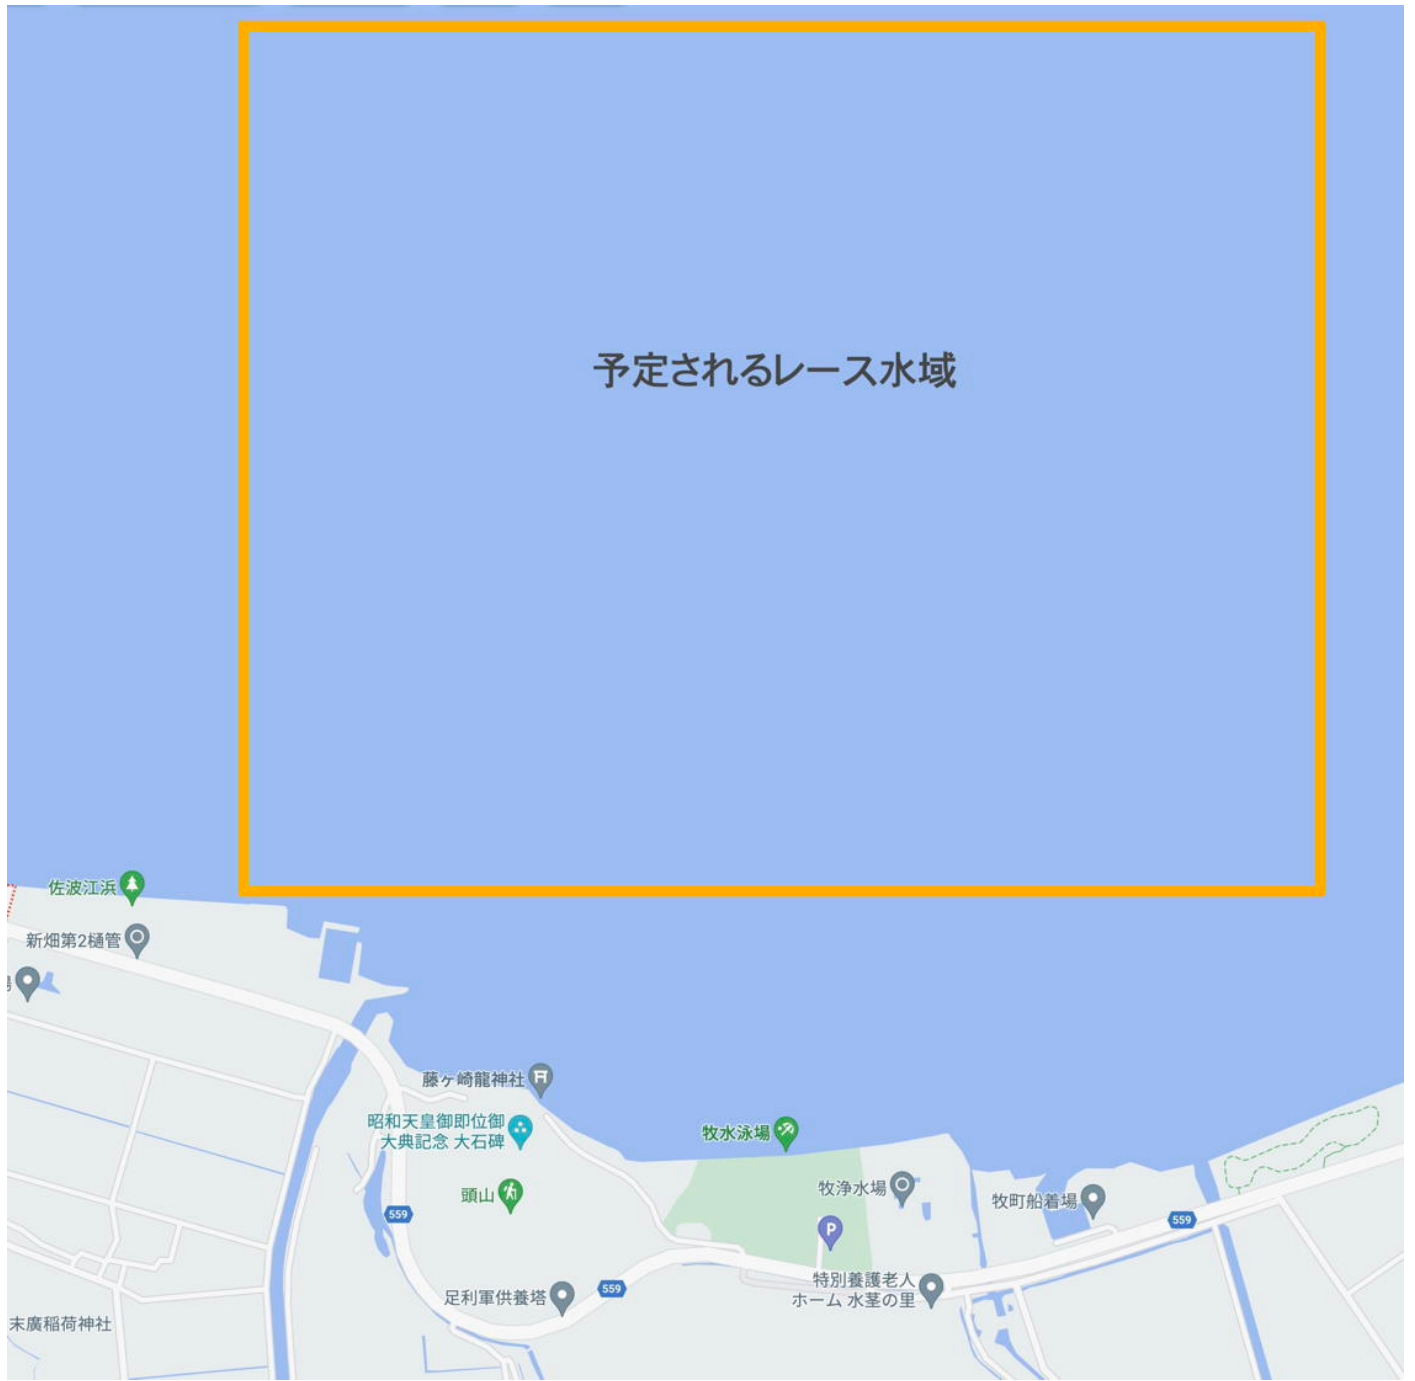 予定されるレース水域
佐波江浜
新畑第2樋管
藤ヶ崎龍神社
昭和天皇御即位御
大典記念 大石碑
牧水泳場
頭山
牧浄水場
牧町船着場
559
P
559
559
足利軍供養塔
特別養護老人
ホーム 水茎の里
末廣稲荷神社